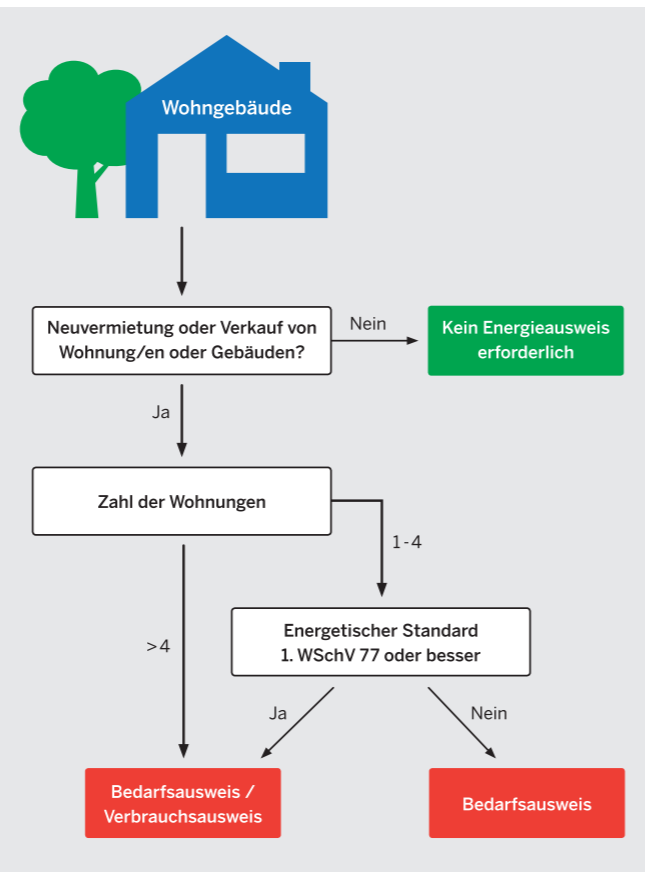 Wohngebäude
Neuvermietung oder Verkauf von
Wohnung/en oder Gebäuden?
Nein
Kein Energieausweis
erforderlich
Ja
Zahl der Wohnungen
1-4
>4
Energetischer Standard
1. WSchV 77 oder besser
Ja
Nein
Bedarfsausweis /
Verbrauchsausweis
Bedarfsausweis